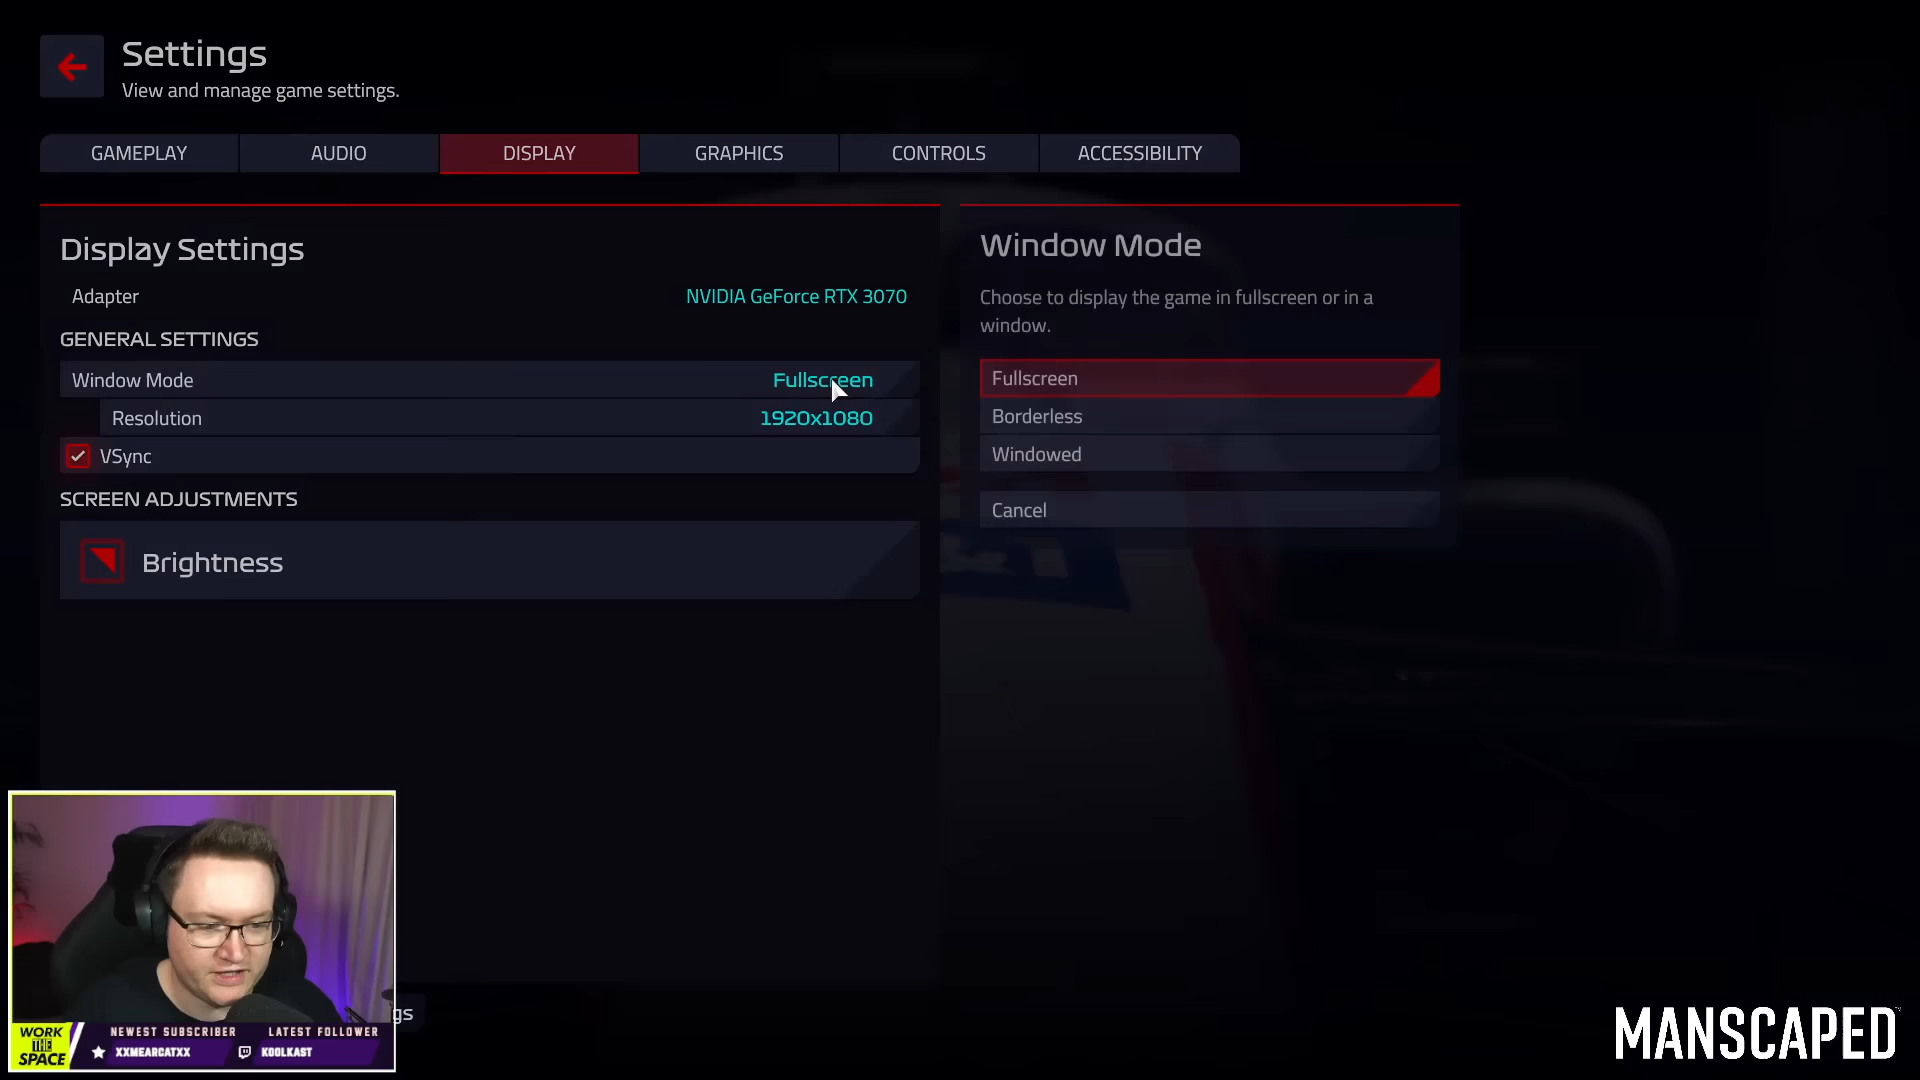 Settings
View and manage game settings.
GAMEPLAY
AUDIO
DISPLAY
GRAPHICS
CONTROLS
ACCESSIBILITY
Display Settings
Adapter
NVIDIA GeForce RTX 3070
GENERAL SETTINGS
Window Mode
Fullscreen
Resolution
1920x1080
VSync
SCREEN ADJUSTMENTS
Brightness
Window Mode
Choose to display the game in fullscreen or in a
window.
Fullscreen
Borderless
Windowed
Cancel
gs
WORK
THE
SPACE
NEWEST SUBSCRIBER
XXMEARCATXX
LATEST FOLLOWER
KOOLKAST
MANSCAPED